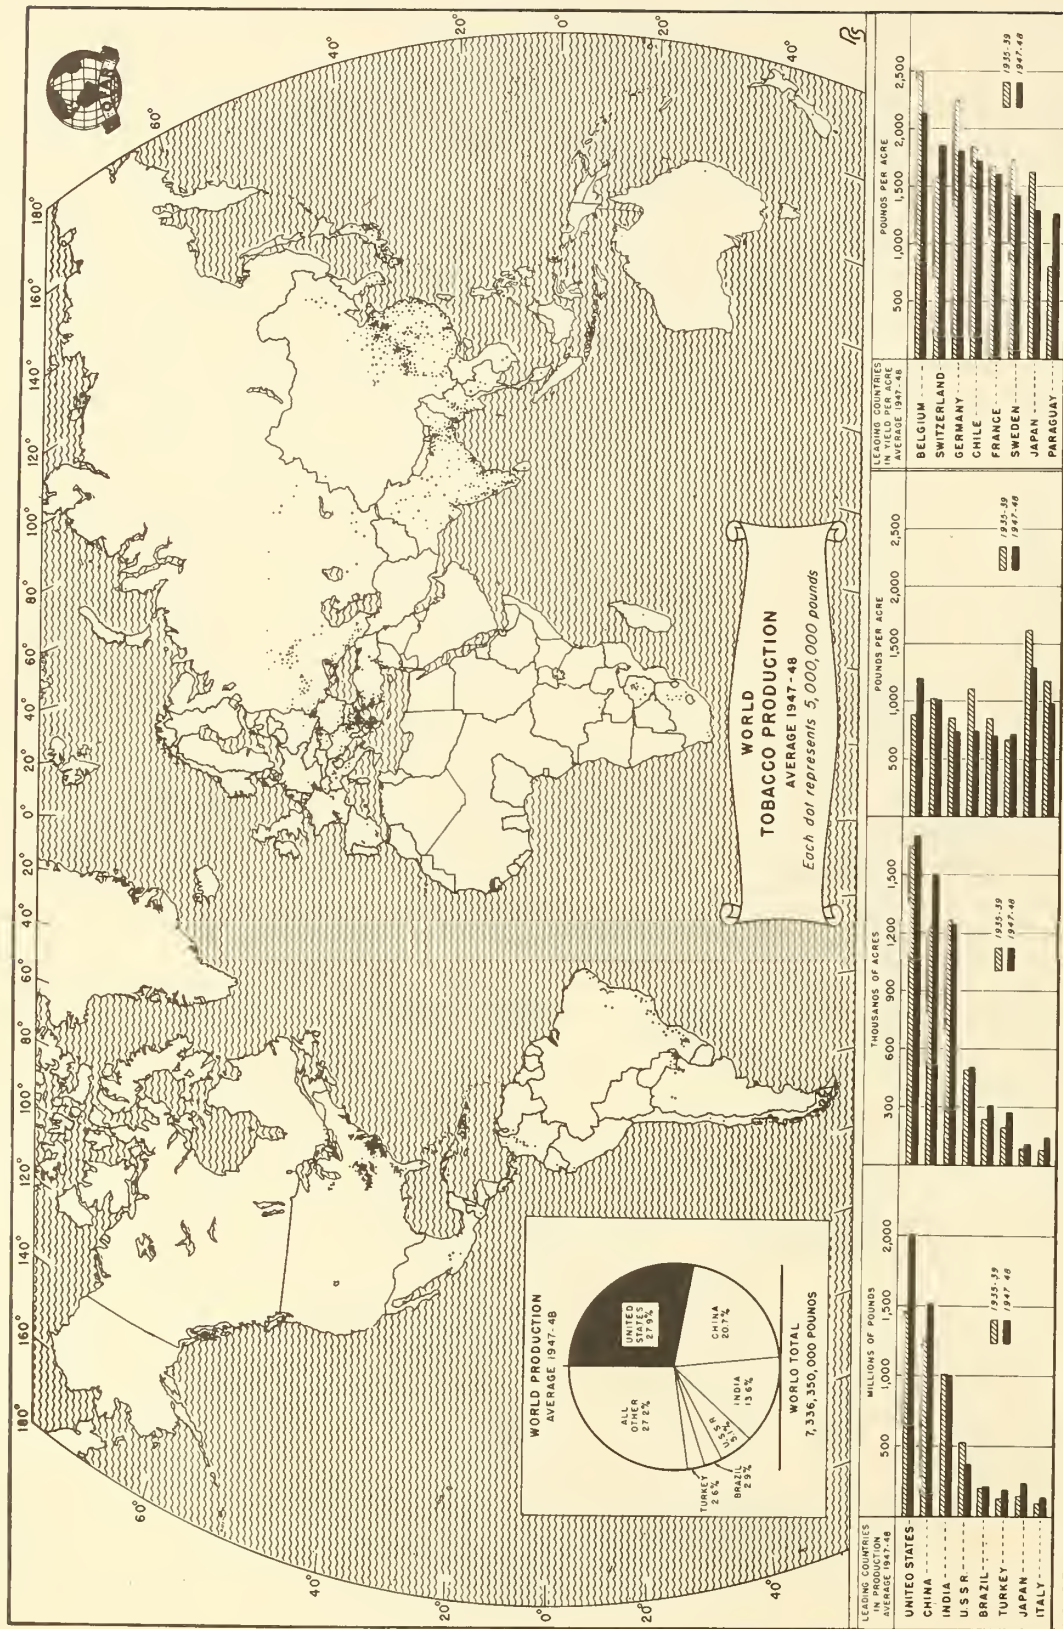 180°
160°
140°
120°
100°
80°
60°
40°
20°
0°
20°
40°
60°
80°
100°
120°
140°
160°
180°
60°
40°
20°
0°
20°
60
20°
0°
20°
40°
OFAR
WORLD
TOBACCO PRODUCTION
AVERAGE 1947-48
Each dot represents 5,000,000 pounds
WORLD PRODUCTION
AVERAGE 1947-48
UNITED
STATES
27.9%
CHINA
20.7%
INDIA
13.6%
U.S.S.R.
5.1%
BRAZIL
2.9%
TURKEY
2.6%
ALL
OTHER
27.2%
WORLD TOTAL
7,336,350,000 POUNDS
LEADING COUNTRIES
IN PRODUCTION
AVERAGE 1947-48
UNITED STATES
CHINA
INDIA
U.S.S.R.
BRAZIL
TURKEY
JAPAN
ITALY
MILLIONS OF POUNDS
500 1,000 1,500 2,000
1935-39
1947-48
THOUSANDS OF ACRES
300 600 900 1,200 1,500
1935-39
1947-48
POUNDS PER ACRE
500 1,000 1,500 2,000 2,500
1935-39
1947-48
LEADING COUNTRIES
IN YIELD PER ACRE
AVERAGE 1947-48
BELGIUM
SWITZERLAND
GERMANY
CHILE
FRANCE
SWEDEN
JAPAN
PARAGUAY
POUNDS PER ACRE
500 1,000 1,500 2,000 2,500
1935-39
1947-48